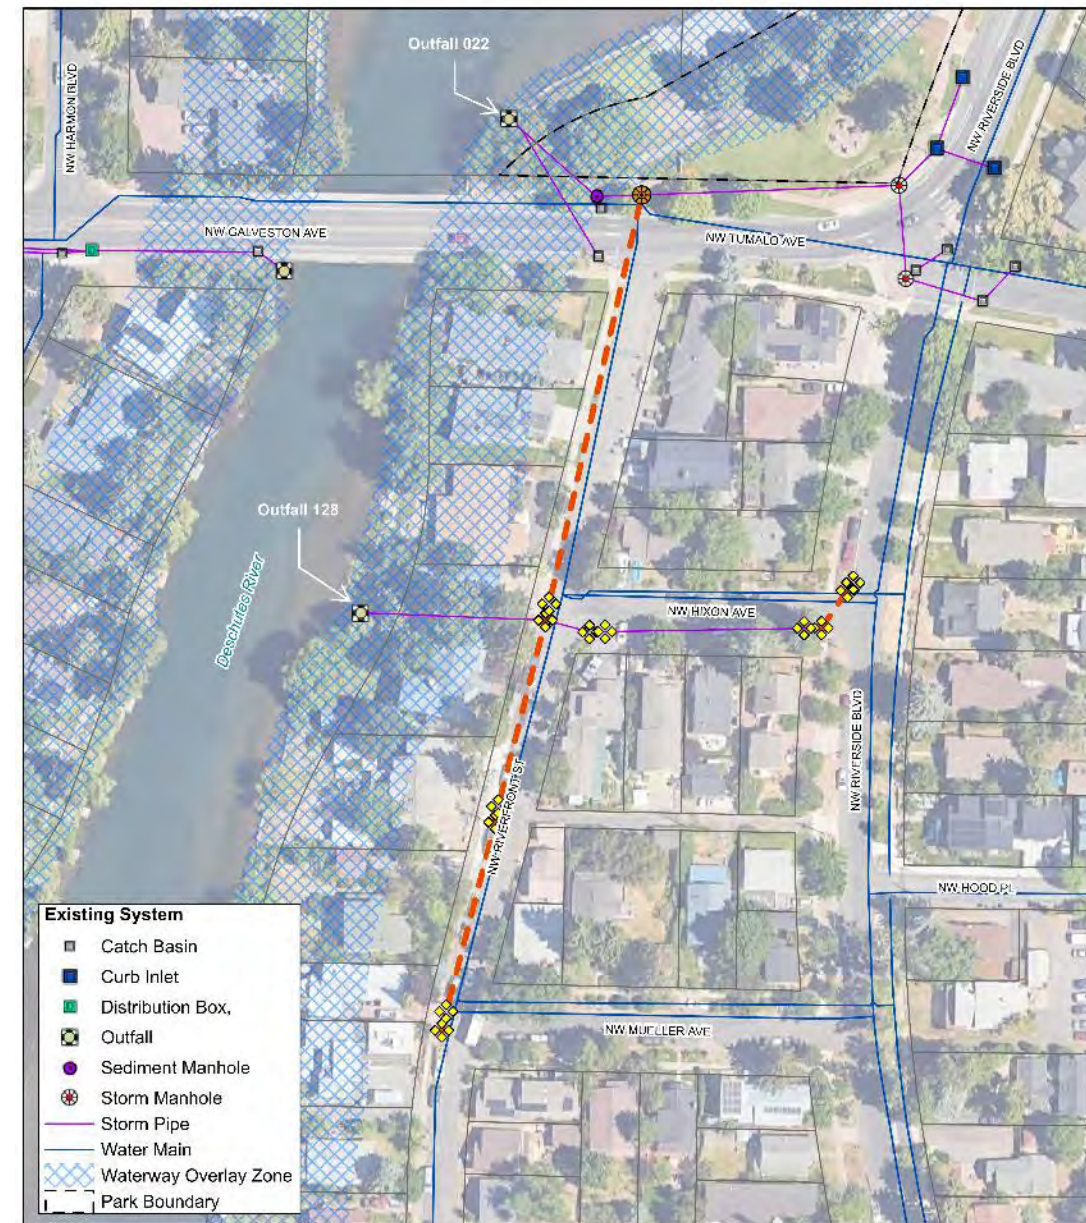 Outfall 022
NW HARMON BLVD
NW RIVERSIDE BLVD
NW GALVESTON AVE
NW TUMALO AVE
Outfall 128
Deschutes River
NW HIXON AVE
NW RIVERSIDE BLVD
NW RIVERFRONT ST
NW HOOD PL
NW MUELLER AVE
Existing System
Catch Basin
Curb Inlet
Distribution Box,
Outfall
Sediment Manhole
Storm Manhole
Storm Pipe
Water Main
Waterway Overlay Zone
Park Boundary